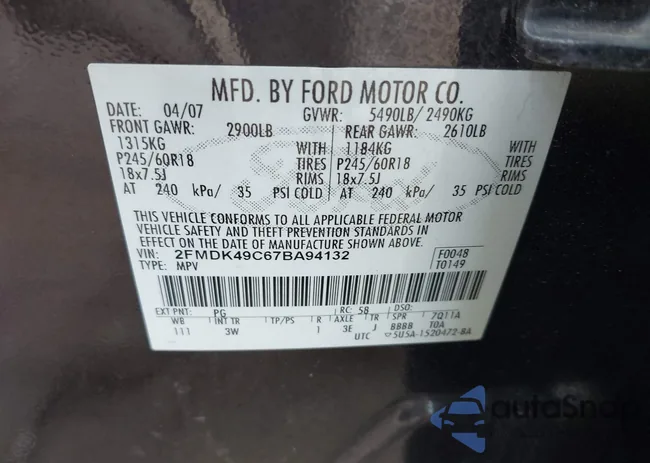 MFD. BY FORD MOTOR CO.
DATE: 04/07 GVWR: 5490LB/ 2490KG
FRONT GAWR: 2900LB REAR GAWR: 2610LB
1315KG WITH 1184KG WITH
P245/60R18 TIRES P245/60R18 TIRES
18x7.5J RIMS 18x7.5J RIMS
AT 240 kPa/ 35 PSI COLD AT 240 kPa/ 35 PSI COLD
THIS VEHICLE CONFORMS TO ALL APPLICABLE FEDERAL MOTOR
VEHICLE SAFETY AND THEFT PREVENTION STANDARDS IN
EFFECT ON THE DATE OF MANUFACTURE SHOWN ABOVE.
VIN: 2FMDK49C67BA94132 F0048
TYPE: MPV T0149
EXT PNT: PG RC: 58 DSO:
WB INT TR TP/PS R AXLE TR SPR 7Q11A
111 3W I 3E J BBBB T0A
UTC 5U5A-1520472-BA
autoSnap